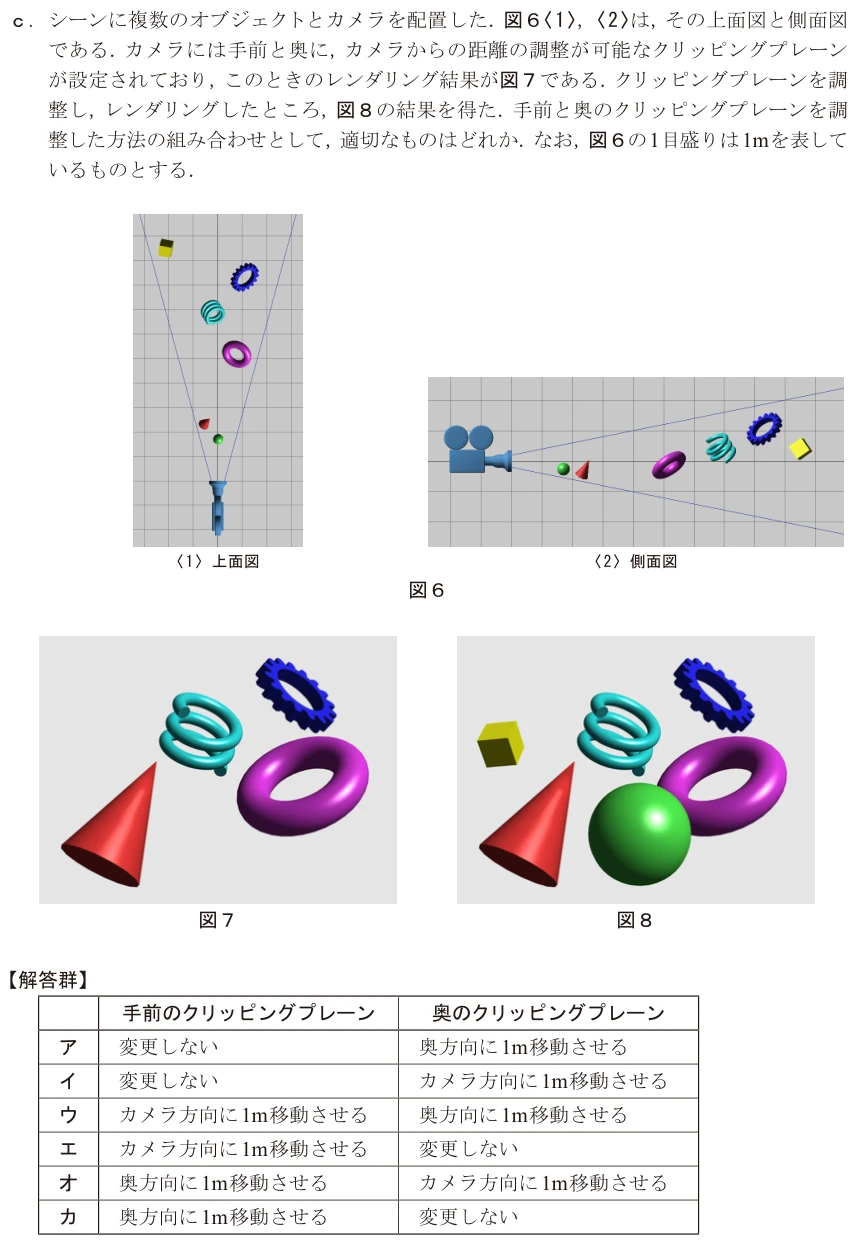 c．シーンに複数のオブジェクトとカメラを配置した．図６〈1〉，〈2〉は，その上面図と側面図
である．カメラには手前と奥に，カメラからの距離の調整が可能なクリッピングプレーン
が設定されており，このときのレンダリング結果が図７である．クリッピングプレーンを調
整し，レンダリングしたところ，図８の結果を得た．手前と奥のクリッピングプレーンを調
整した方法の組み合わせとして，適切なものはどれか．なお，図６の1目盛りは1mを表して
いるものとする．
〈1〉上面図
〈2〉側面図
図６
図７
図８
【解答群】
手前のクリッピングプレーン 奥のクリッピングプレーン
ア 変更しない 奥方向に1m移動させる
イ 変更しない カメラ方向に1m移動させる
ウ カメラ方向に1m移動させる 奥方向に1m移動させる
エ カメラ方向に1m移動させる 変更しない
オ 奥方向に1m移動させる カメラ方向に1m移動させる
カ 奥方向に1m移動させる 変更しない